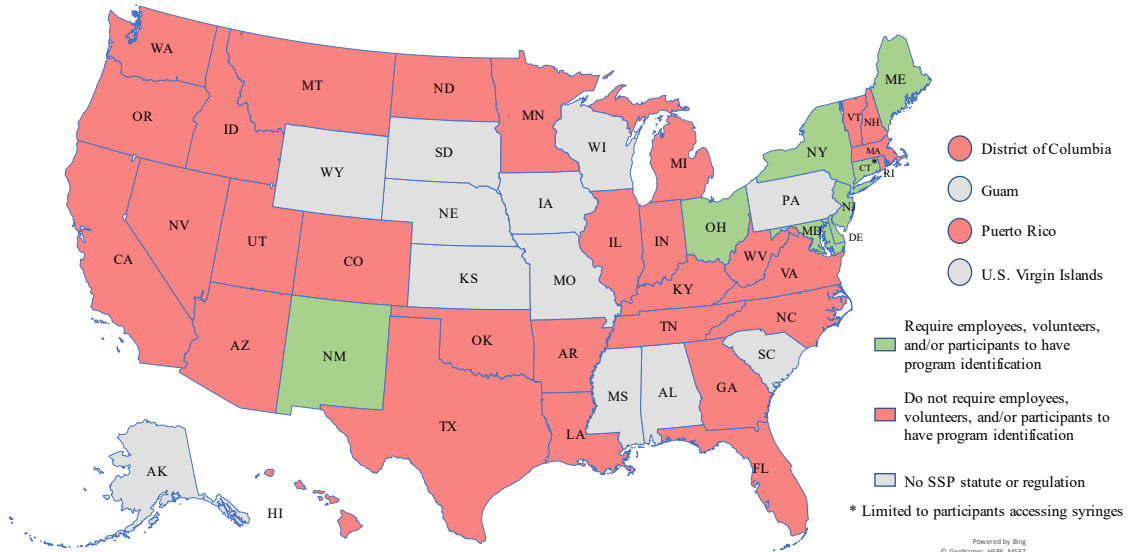 WA
MT
ND
MN
ME
OR
ID
VT
NH
SD
WI
NY
MA
MI
CT
*
RI
WY
IA
PA
NE
NJ
NV
OH
MD
DE
UT
IL
IN
CA
CO
WV
VA
KS
MO
KY
NC
TN
OK
AZ
NM
AR
SC
MS
AL
GA
TX
LA
FL
AK
HI
District of Columbia
Guam
Puerto Rico
U.S. Virgin Islands
Require employees, volunteers,
and/or participants to have
program identification
Do not require employees,
volunteers, and/or participants to
have program identification
No SSP statute or regulation
* Limited to participants accessing syringes
Powered by Bing
© GeoNames, HERE, MSFT